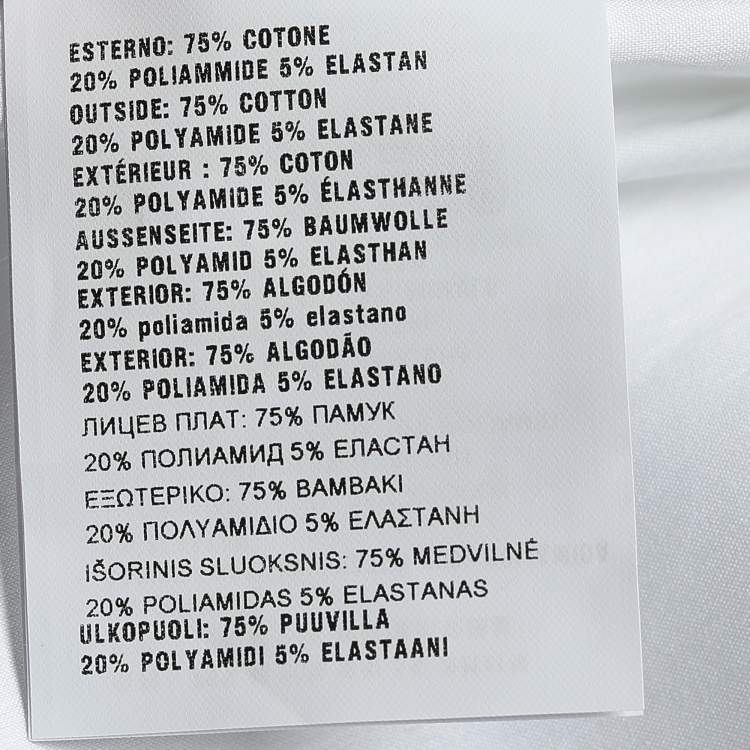 ESTERNO: 75% COTONE
20% POLIAMMIDE 5% ELASTAN
OUTSIDE: 75% COTTON
20% POLYAMIDE 5% ELASTANE
EXTÉRIEUR : 75% COTON
20% POLYAMIDE 5% ÉLASTHANNE
AUSSENSEITE: 75% BAUMWOLLE
20% POLYAMID 5% ELASTHAN
EXTERIOR: 75% ALGODÓN
20% poliamida 5% elastano
EXTERIOR: 75% ALGODÃO
20% POLIAMIDA 5% ELASTANO
ЛИЦЕВ ПЛАТ: 75% ПАМУК
20% ПОЛИАМИД 5% ЕЛАСТАН
ΕΞΩΤΕΡΙΚΟ: 75% ΒΑΜΒΑΚΙ
20% ΠΟΛΥΑΜΙΔΙΟ 5% ΕΛΑΣΤΑΝΗ
IŠORINIS SLUOKSNIS: 75% MEDVILNĖ
20% POLIAMIDAS 5% ELASTANAS
ULKOPUOLI: 75% PUUVILLA
20% POLYAMIDI 5% ELASTAANI